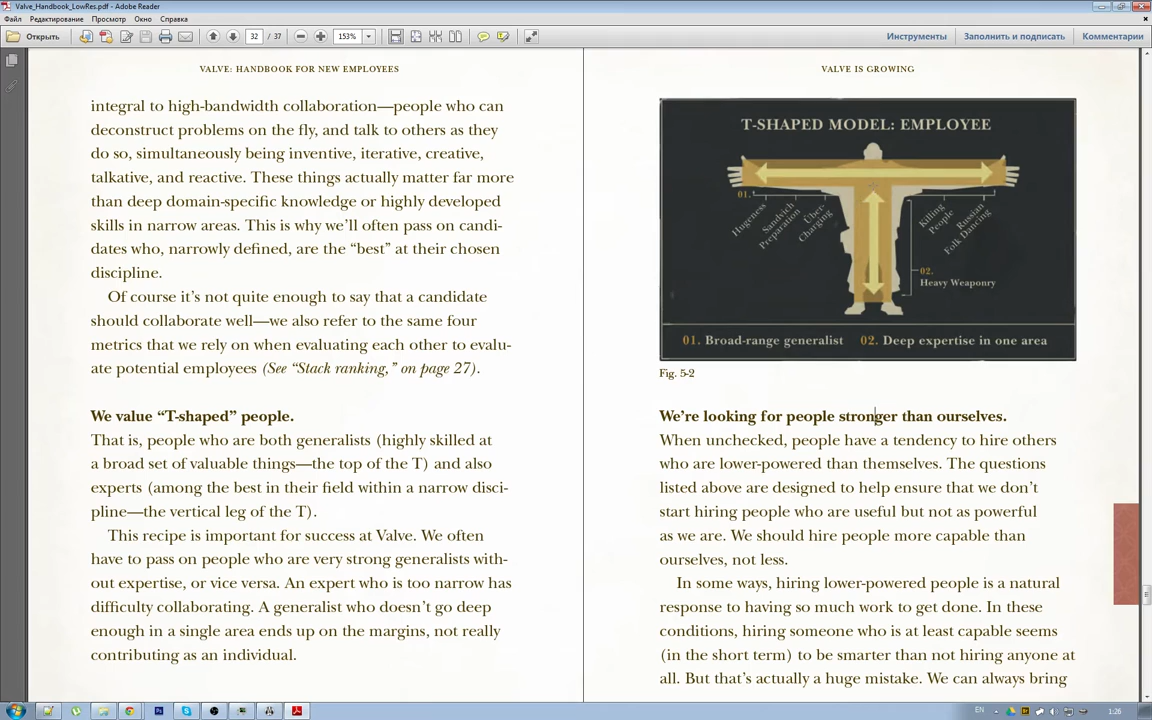 Valve_Handbook_LowRes.pdf - Adobe Reader
Файл Редактирование Просмотр Окно Справка
Открыть 32 / 37 153% Инструменты Заполнить и подписать Комментарии
VALVE: HANDBOOK FOR NEW EMPLOYEES
integral to high-bandwidth collaboration—people who can
deconstruct problems on the fly, and talk to others as they
do so, simultaneously being inventive, iterative, creative,
talkative, and reactive. These things actually matter far more
than deep domain-specific knowledge or highly developed
skills in narrow areas. This is why we’ll often pass on candi-
dates who, narrowly defined, are the “best” at their chosen
discipline.
Of course it’s not quite enough to say that a candidate
should collaborate well—we also refer to the same four
metrics that we rely on when evaluating each other to evalu-
ate potential employees (See “Stack ranking,” on page 27).
We value “T-shaped” people.
That is, people who are both generalists (highly skilled at
a broad set of valuable things—the top of the T) and also
experts (among the best in their field within a narrow disci-
pline—the vertical leg of the T).
This recipe is important for success at Valve. We often
have to pass on people who are very strong generalists with-
out expertise, or vice versa. An expert who is too narrow has
difficulty collaborating. A generalist who doesn’t go deep
enough in a single area ends up on the margins, not really
contributing as an individual.
VALVE IS GROWING
T-SHAPED MODEL: EMPLOYEE
01.
Hugeness
Sandvich
Preparation
Über-
Charging
Killing
People
Russian
Folk Dancing
02.
Heavy Weaponry
01. Broad-range generalist 02. Deep expertise in one area
Fig. 5-2
We’re looking for people stronger than ourselves.
When unchecked, people have a tendency to hire others
who are lower-powered than themselves. The questions
listed above are designed to help ensure that we don’t
start hiring people who are useful but not as powerful
as we are. We should hire people more capable than
ourselves, not less.
In some ways, hiring lower-powered people is a natural
response to having so much work to get done. In these
conditions, hiring someone who is at least capable seems
(in the short term) to be smarter than not hiring anyone at
all. But that’s actually a huge mistake. We can always bring
EN 1:26